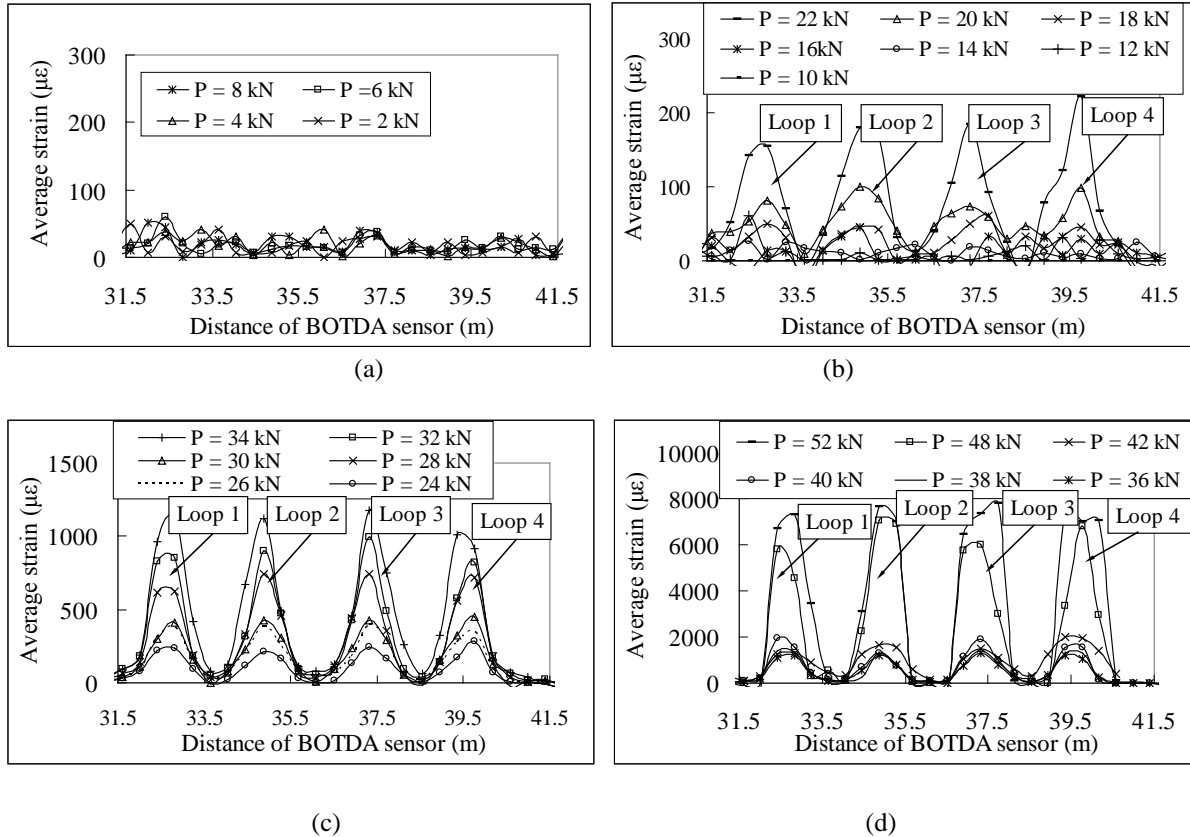 300
200
100
0
Average strain (με)
P = 8 kN P =6 kN
P = 4 kN P = 2 kN
31.5 33.5 35.5 37.5 39.5 41.5
Distance of BOTDA sensor (m)
(a)
P = 22 kN P = 20 kN P = 18 kN
P = 16kN P = 14 kN P = 12 kN
P = 10 kN
300
200
100
0
Average strain (με)
Loop 1 Loop 2 Loop 3 Loop 4
31.5 33.5 35.5 37.5 39.5 41.5
Distance of BOTDA sensor (m)
(b)
P = 34 kN P = 32 kN
P = 30 kN P = 28 kN
P = 26 kN P = 24 kN
1500
1000
500
0
Average strain (με)
Loop 1 Loop 2 Loop 3 Loop 4
31.5 33.5 35.5 37.5 39.5 41.5
Distance of BOTDA sensor (m)
(c)
P = 52 kN P = 48 kN P = 42 kN
P = 40 kN P = 38 kN P = 36 kN
10000
8000
6000
4000
2000
0
Average strain (με)
Loop 1 Loop 2 Loop 3 Loop 4
31.5 33.5 35.5 37.5 39.5 41.5
Distance of BOTDA sensor (m)
(d)